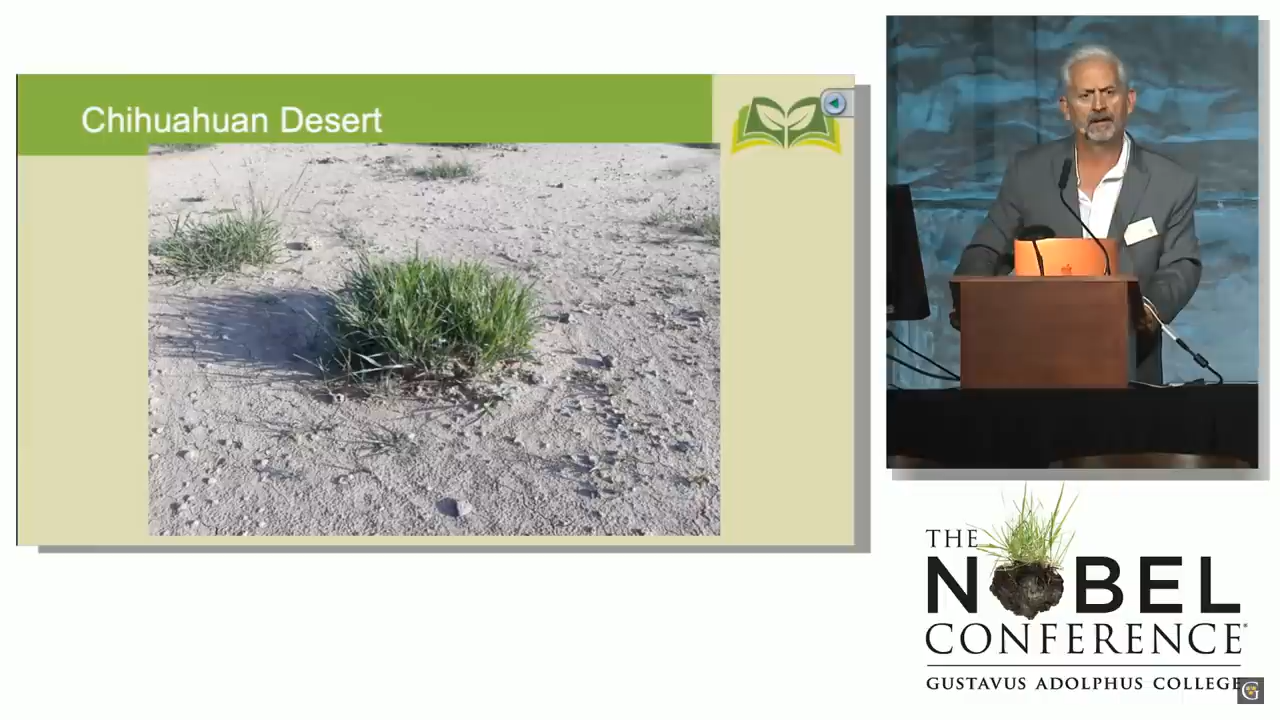 Chihuahuan Desert
THE
NOBEL
CONFERENCE®
GUSTAVUS ADOLPHUS COLLEGE
G